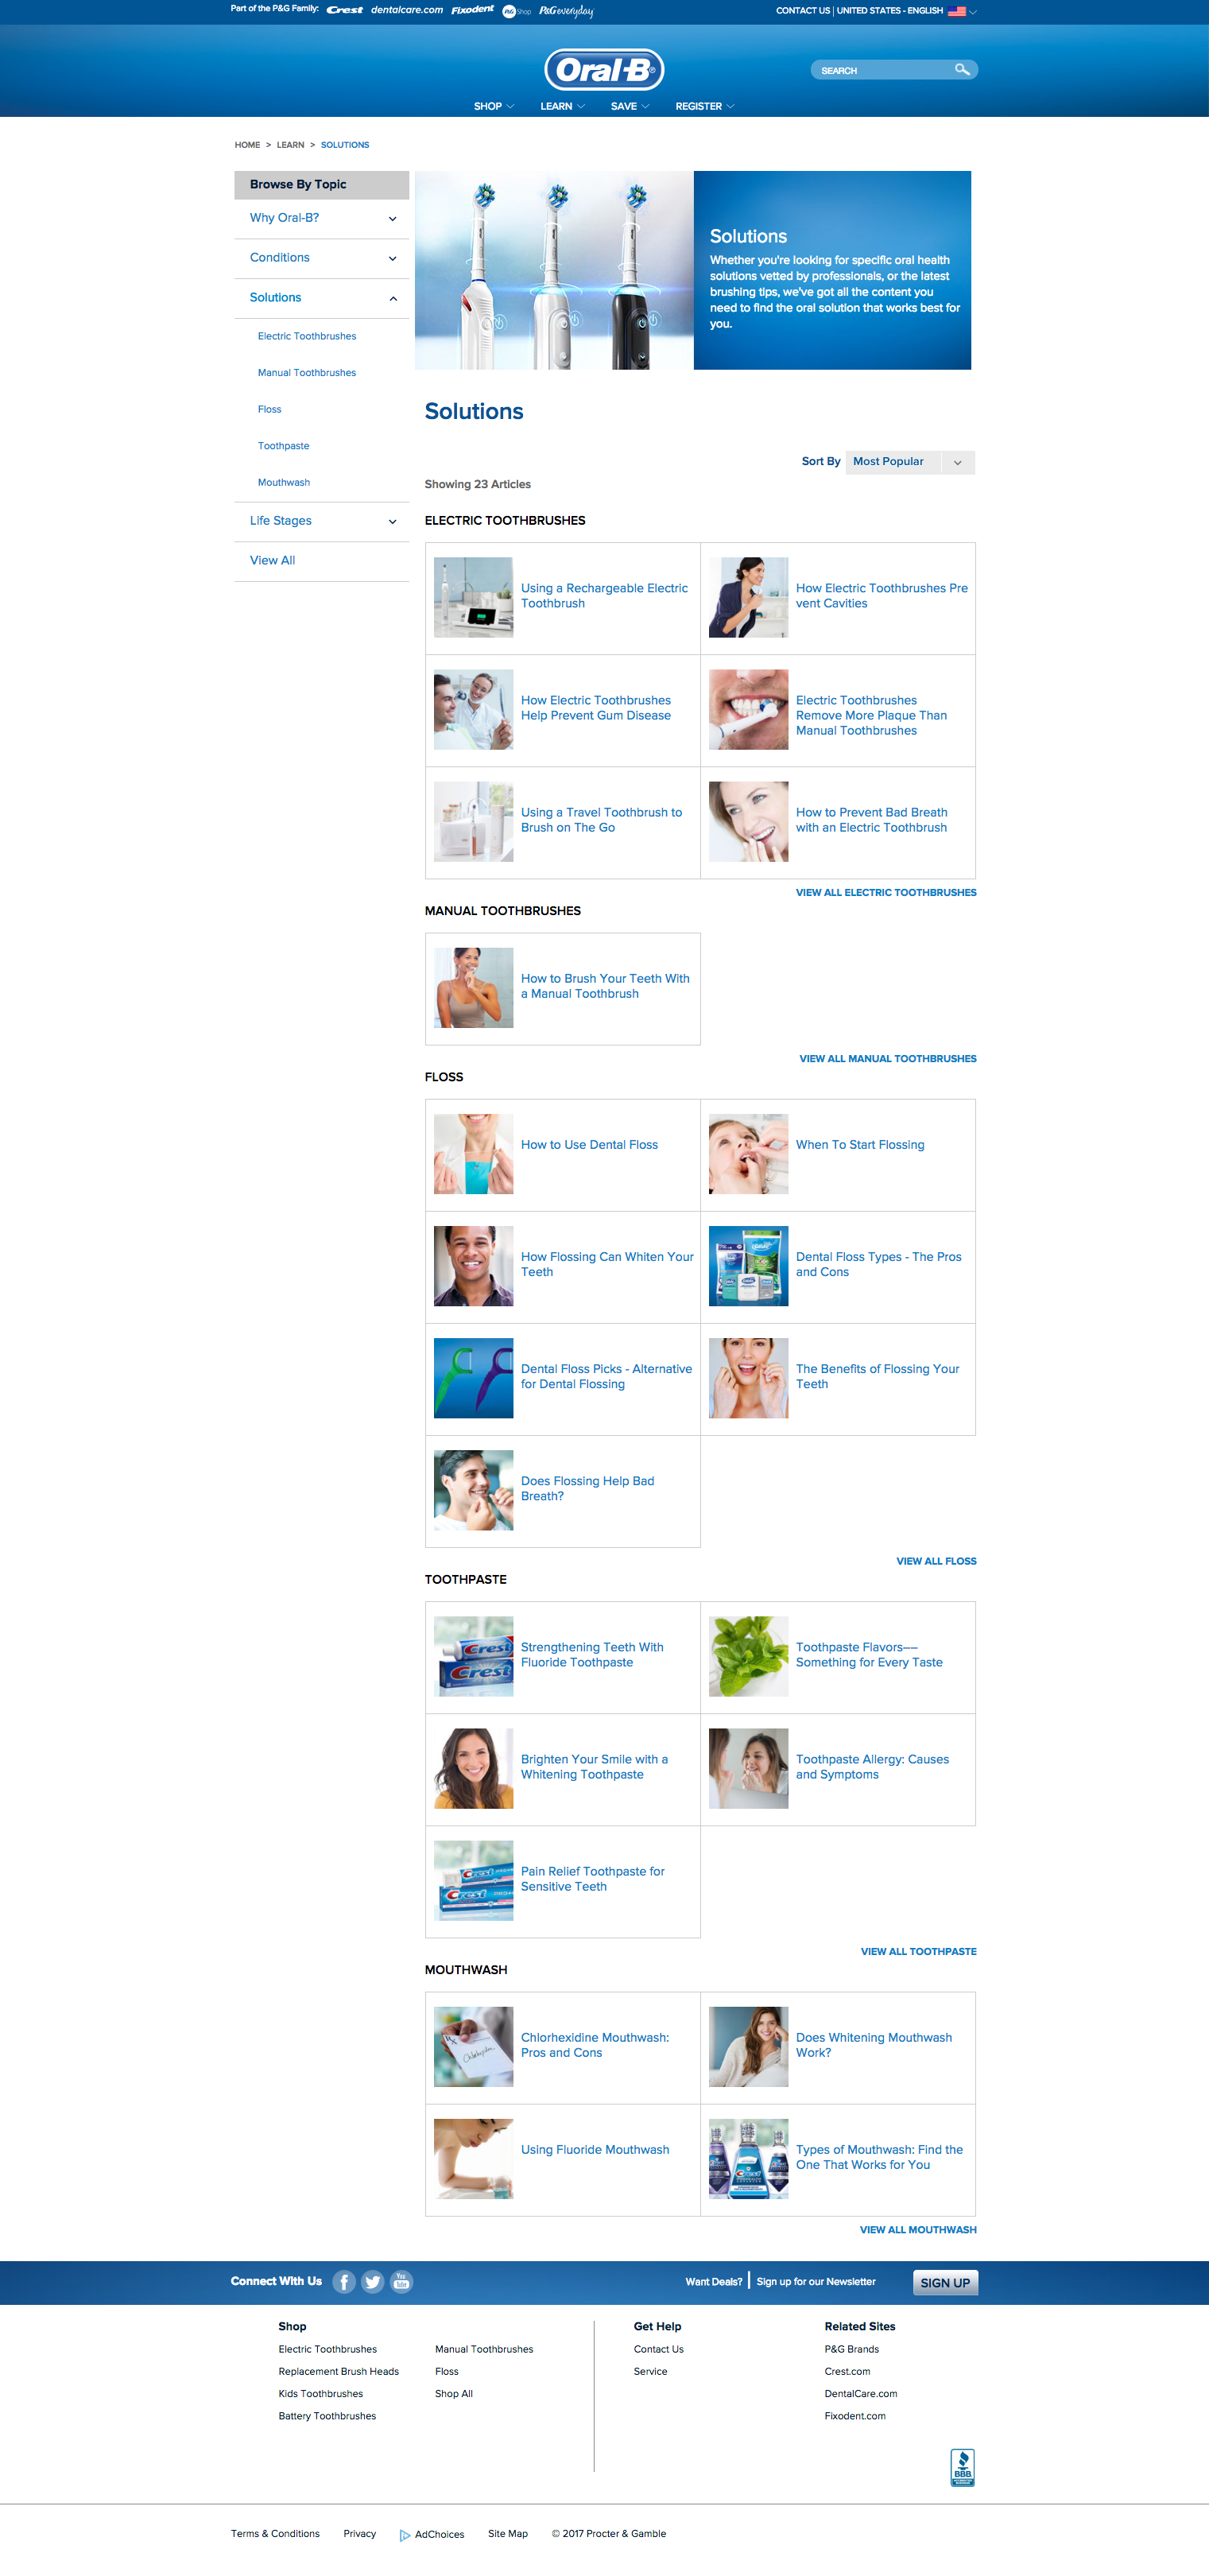 Part of the P&G Family: Crest dentalcare.com Fixodent P&G Shop P&G everyday
CONTACT US | UNITED STATES - ENGLISH
Oral-B®
SEARCH
SHOP LEARN SAVE REGISTER
HOME > LEARN > SOLUTIONS
Browse By Topic
Why Oral-B?
Conditions
Solutions
Electric Toothbrushes
Manual Toothbrushes
Floss
Toothpaste
Mouthwash
Life Stages
View All
Solutions
Whether you're looking for specific oral health
solutions vetted by professionals, or the latest
brushing tips, we've got all the content you
need to find the oral solution that works best for
you.
Solutions
Sort By Most Popular
Showing 23 Articles
ELECTRIC TOOTHBRUSHES
Using a Rechargeable Electric
Toothbrush
How Electric Toothbrushes Pre
vent Cavities
How Electric Toothbrushes
Help Prevent Gum Disease
Electric Toothbrushes
Remove More Plaque Than
Manual Toothbrushes
Using a Travel Toothbrush to
Brush on The Go
How to Prevent Bad Breath
with an Electric Toothbrush
VIEW ALL ELECTRIC TOOTHBRUSHES
MANUAL TOOTHBRUSHES
How to Brush Your Teeth With
a Manual Toothbrush
VIEW ALL MANUAL TOOTHBRUSHES
FLOSS
How to Use Dental Floss
When To Start Flossing
How Flossing Can Whiten Your
Teeth
Dental Floss Types - The Pros
and Cons
Dental Floss Picks - Alternative
for Dental Flossing
The Benefits of Flossing Your
Teeth
Does Flossing Help Bad
Breath?
VIEW ALL FLOSS
TOOTHPASTE
Crest
Crest
Strengthening Teeth With
Fluoride Toothpaste
Toothpaste Flavors—
Something for Every Taste
Brighten Your Smile with a
Whitening Toothpaste
Toothpaste Allergy: Causes
and Symptoms
Crest
Crest
Pain Relief Toothpaste for
Sensitive Teeth
VIEW ALL TOOTHPASTE
MOUTHWASH
Chlorhexidine Mouthwash:
Pros and Cons
Does Whitening Mouthwash
Work?
Using Fluoride Mouthwash
Types of Mouthwash: Find the
One That Works for You
VIEW ALL MOUTHWASH
Connect With Us
You Tube
Want Deals? | Sign up for our Newsletter
SIGN UP
Shop
Electric Toothbrushes
Replacement Brush Heads
Kids Toothbrushes
Battery Toothbrushes
Manual Toothbrushes
Floss
Shop All
Get Help
Contact Us
Service
Related Sites
P&G Brands
Crest.com
DentalCare.com
Fixodent.com
BBB
Terms & Conditions Privacy AdChoices Site Map © 2017 Procter & Gamble